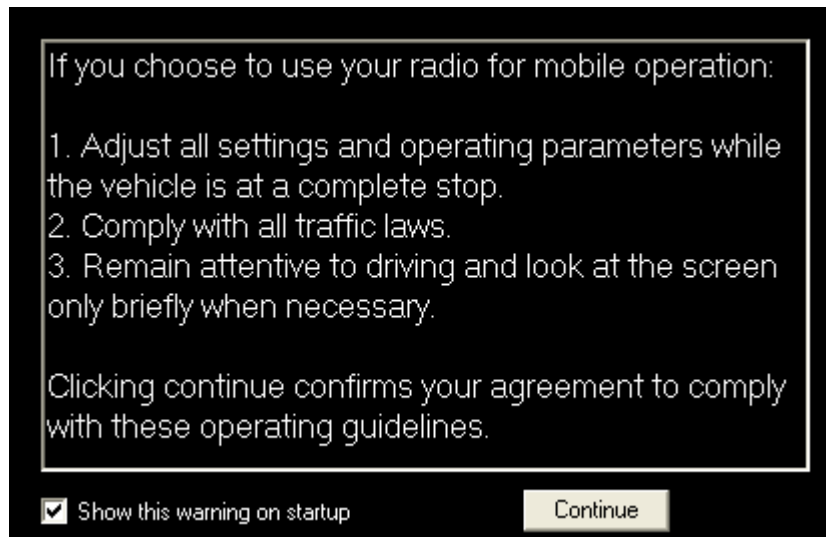 If you choose to use your radio for mobile operation:
1. Adjust all settings and operating parameters while
the vehicle is at a complete stop.
2. Comply with all traffic laws.
3. Remain attentive to driving and look at the screen
only briefly when necessary.
Clicking continue confirms your agreement to comply
with these operating guidelines.
Show this warning on startup
Continue